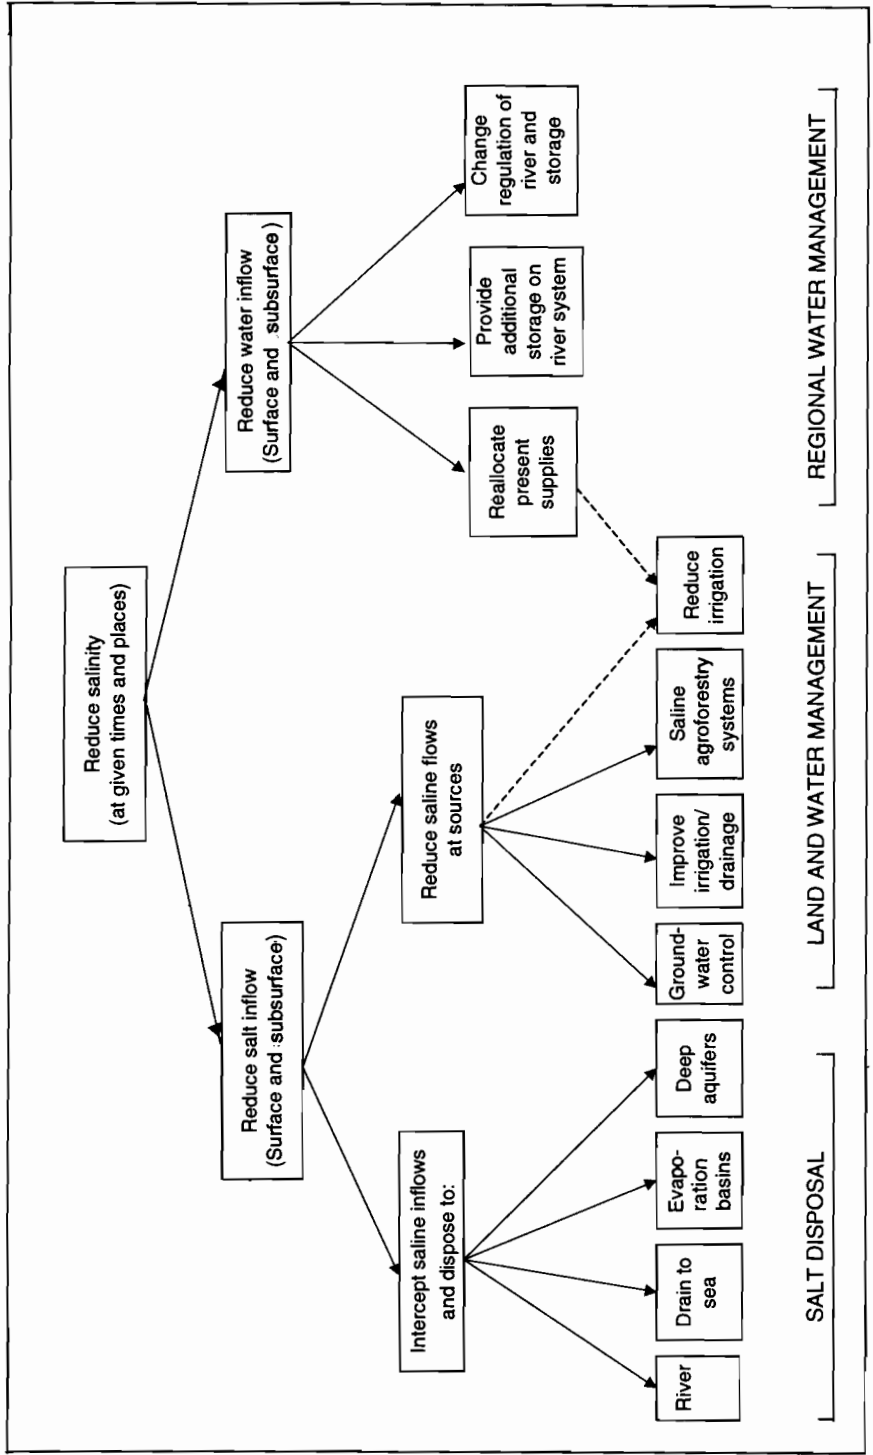 Reduce salinity
(at given times and places)
Reduce salt inflow
(Surface and subsurface)
Reduce water inflow
(Surface and subsurface)
Intercept saline inflows
and dispose to:
Reduce saline flows
at sources
Reallocate
present
supplies
Provide
additional
storage on
river system
Change
regulation of
river and
storage
River
Drain to
sea
Evapo-
ration
basins
Deep
aquifers
Ground-
water
control
Improve
irrigation/
drainage
Saline
agroforestry
systems
Reduce
irrigation
SALT DISPOSAL
LAND AND WATER MANAGEMENT
REGIONAL WATER MANAGEMENT